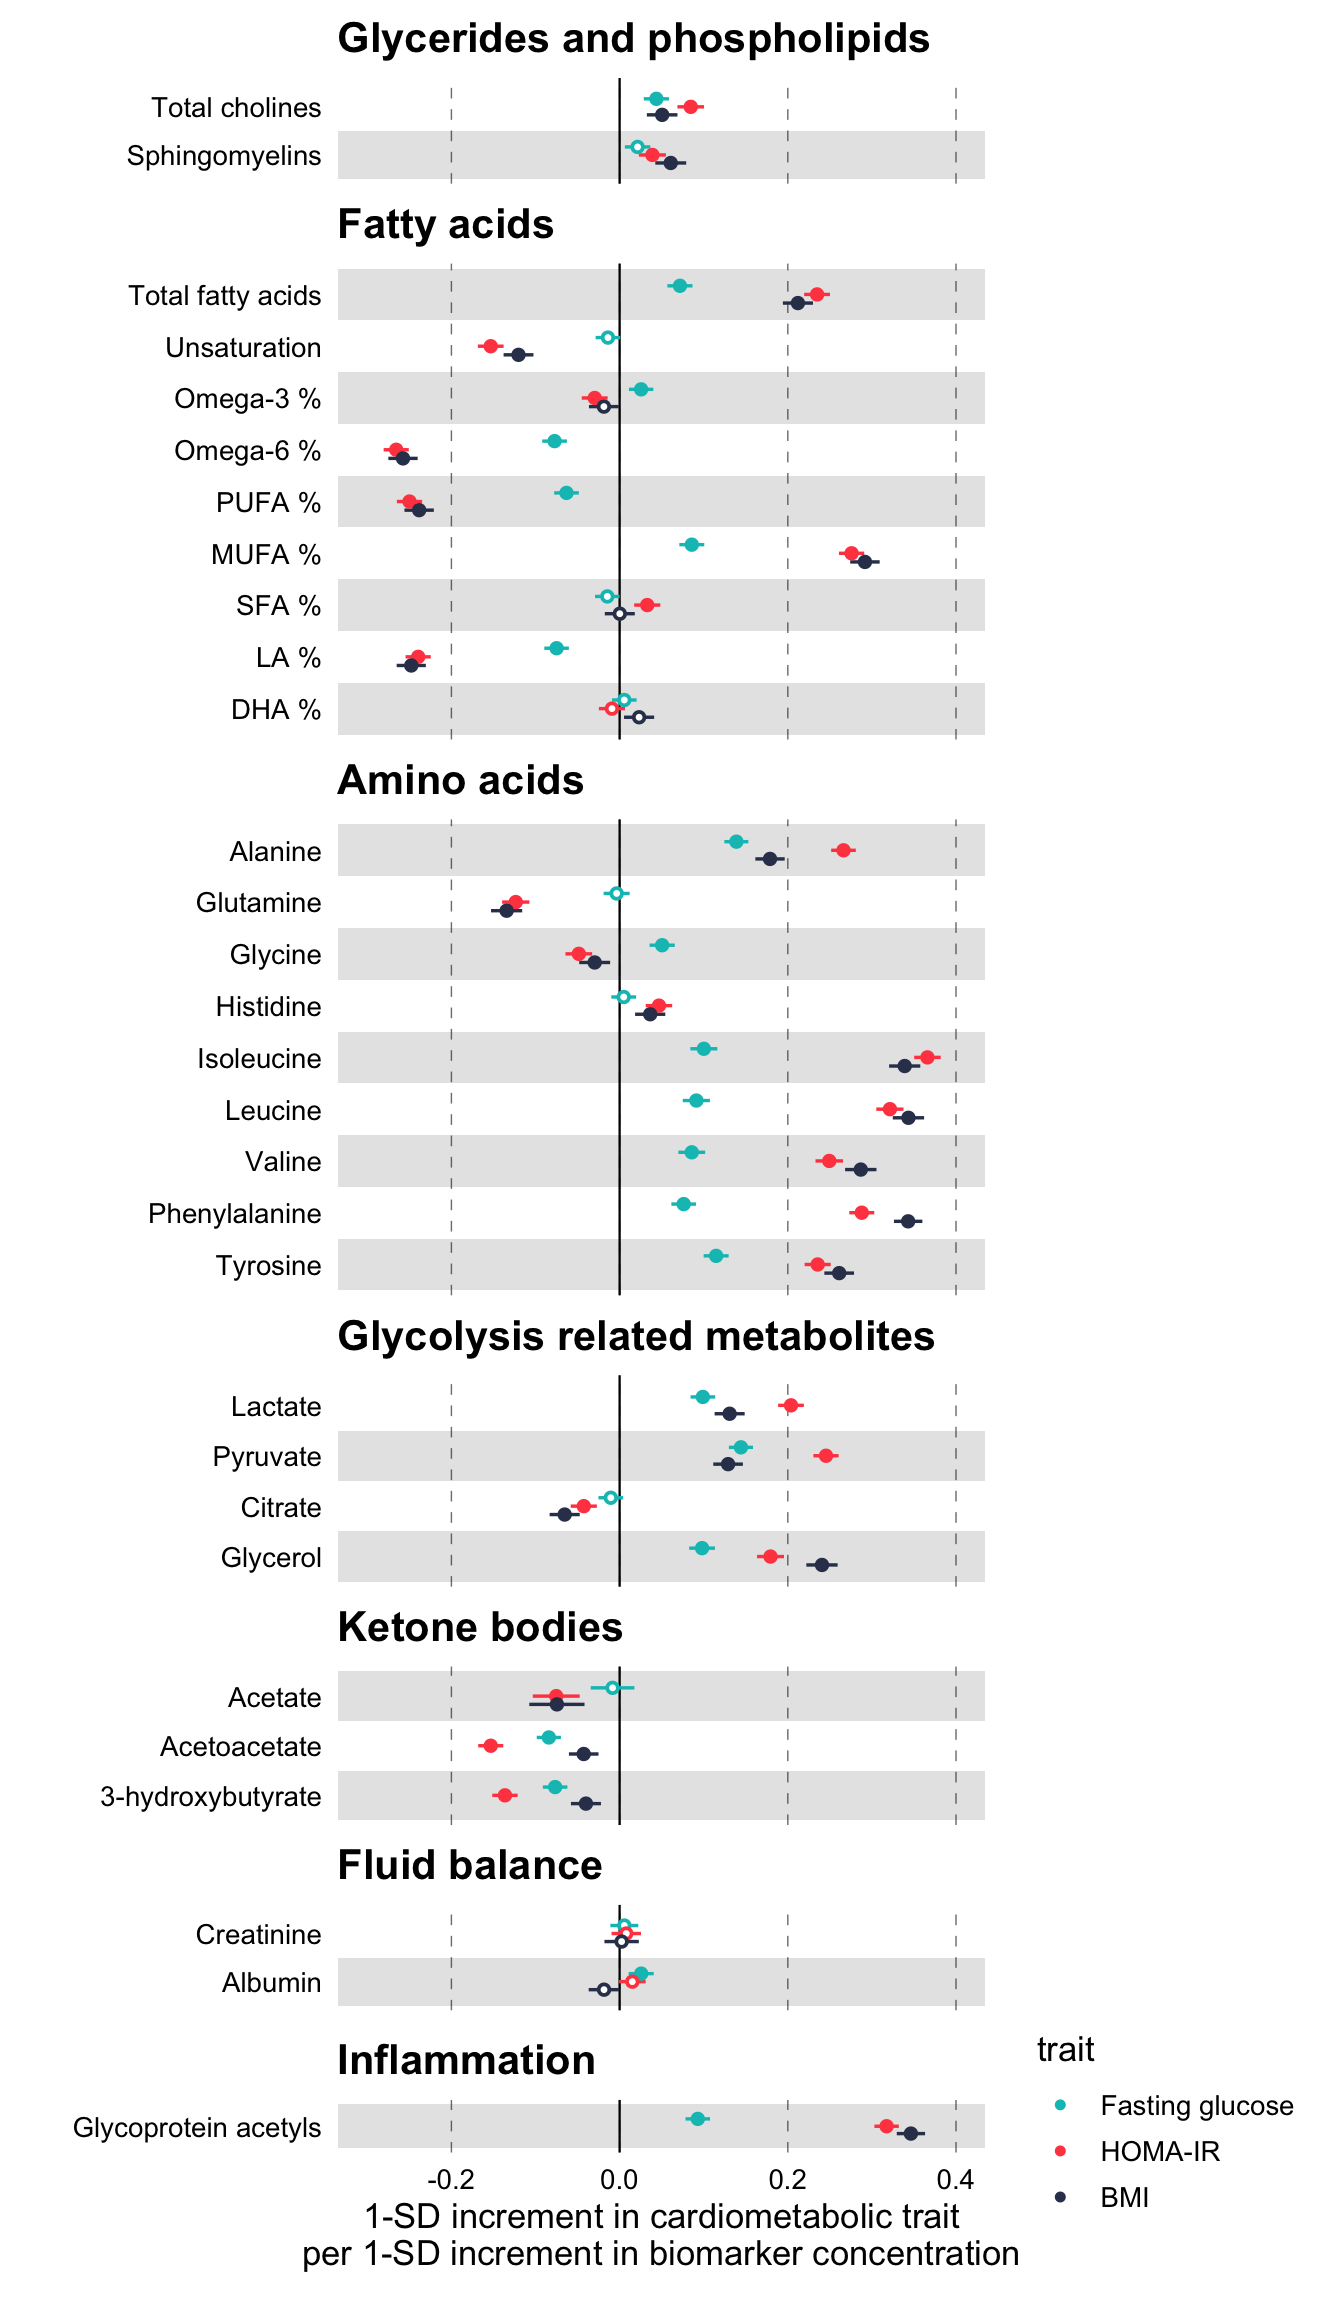 Glycerides and phospholipids
Total cholines
Sphingomyelins
Fatty acids
Total fatty acids
Unsaturation
Omega-3 %
Omega-6 %
PUFA %
MUFA %
SFA %
LA %
DHA %
Amino acids
Alanine
Glutamine
Glycine
Histidine
Isoleucine
Leucine
Valine
Phenylalanine
Tyrosine
Glycolysis related metabolites
Lactate
Pyruvate
Citrate
Glycerol
Ketone bodies
Acetate
Acetoacetate
3-hydroxybutyrate
Fluid balance
Creatinine
Albumin
Inflammation
Glycoprotein acetyls
-0.2 0.0 0.2 0.4
1-SD increment in cardiometabolic trait
per 1-SD increment in biomarker concentration
trait
Fasting glucose
HOMA-IR
BMI